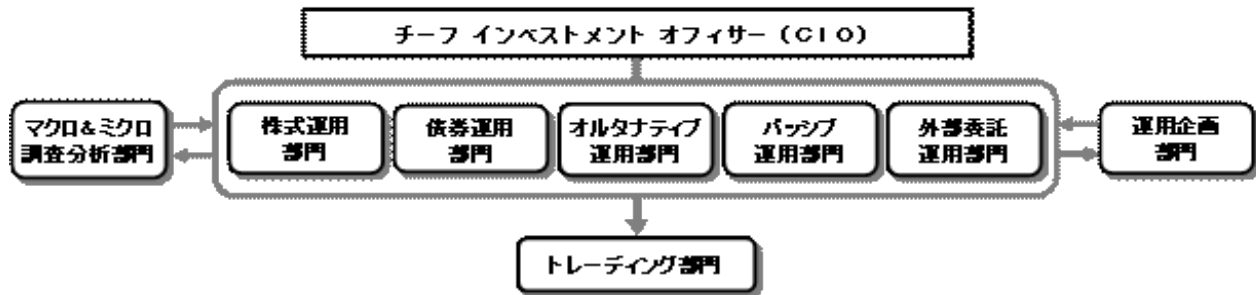 チーフ インベストメント オフィサー (CIO)
マクロ&ミクロ
調査分析部門
株式運用
部門
債券運用
部門
オルタナティブ
運用部門
パッシブ
運用部門
外部委託
運用部門
運用企画
部門
トレーディング部門